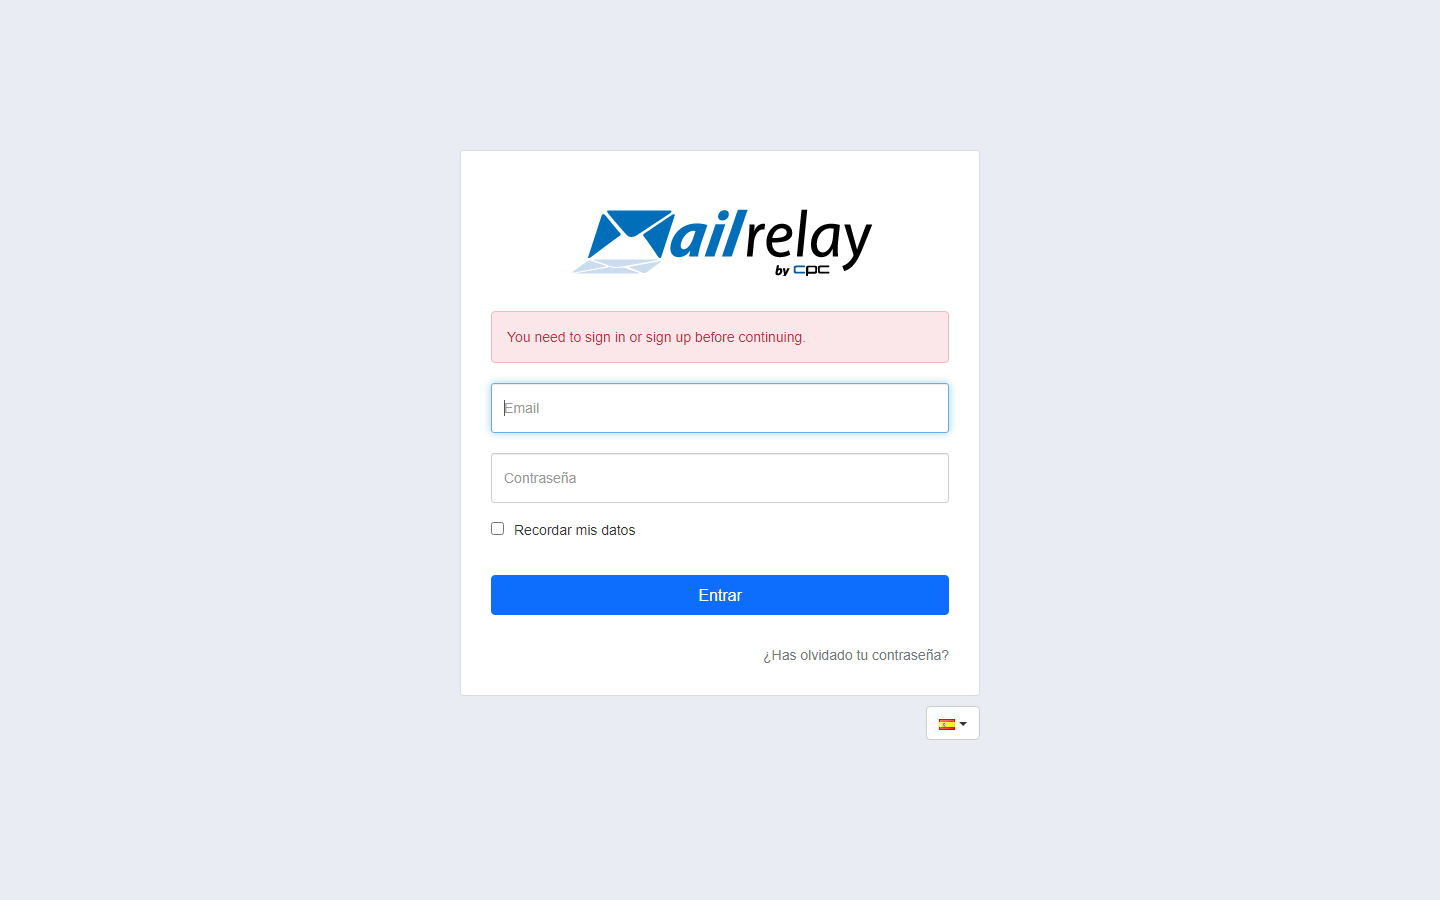 Mailrelay
by cpc
You need to sign in or sign up before continuing.
Email
Contraseña
Recordar mis datos
Entrar
¿Has olvidado tu contraseña?